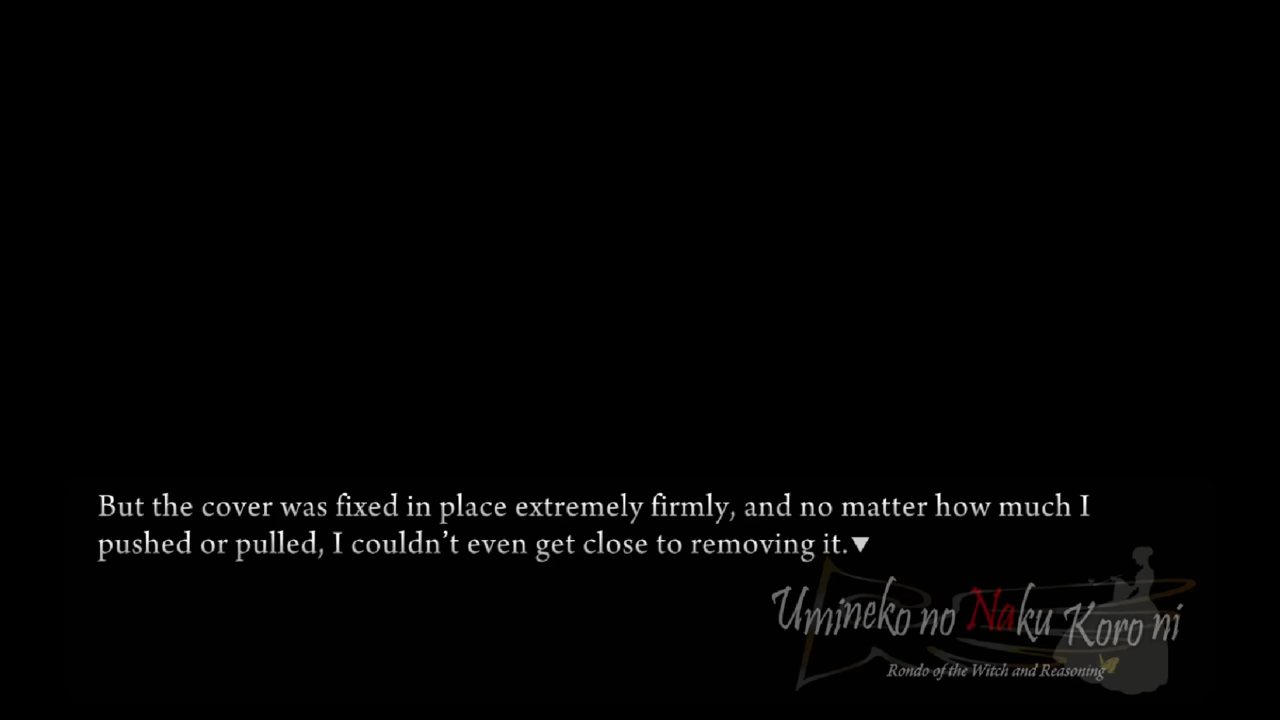 But the cover was fixed in place extremely firmly, and no matter how much I
pushed or pulled, I couldn't even get close to removing it.▼
Umineko no Naku Koro ni
Rondo of the Witch and Reasoning